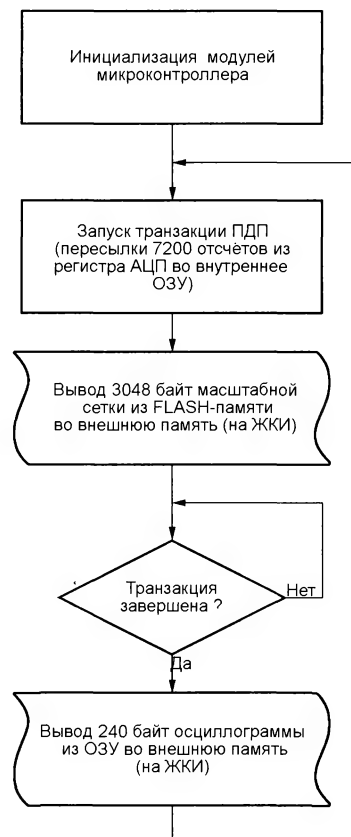 Инициализация модулей
микроконтроллера
Запуск транзакции ПДП
(пересылки 7200 отсчётов из
регистра АЦП во внутреннее
ОЗУ)
Вывод 3048 байт масштабной
сетки из FLASH-памяти
во внешнюю память (на ЖКИ)
Транзакция
завершена ?
Нет
Да
Вывод 240 байт осциллограммы
из ОЗУ во внешнюю память
(на ЖКИ)